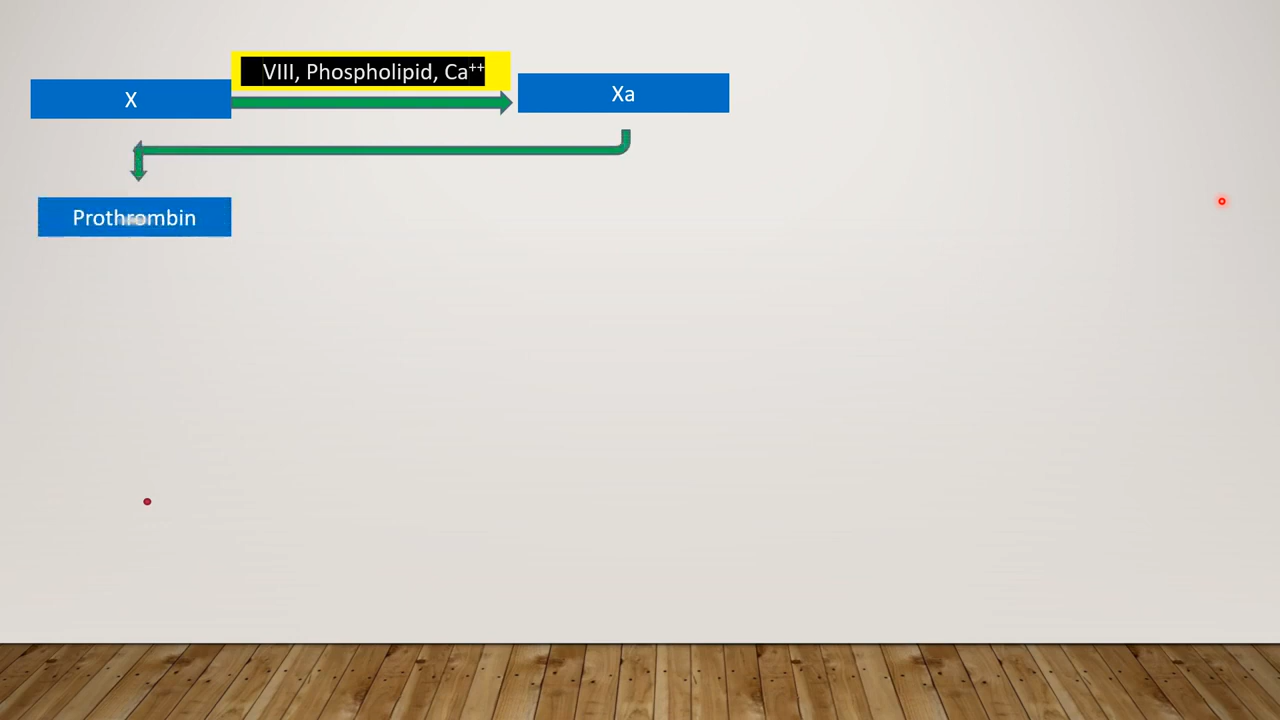 VIII, Phospholipid, Ca⁺⁺
X
Xa
Prothrombin